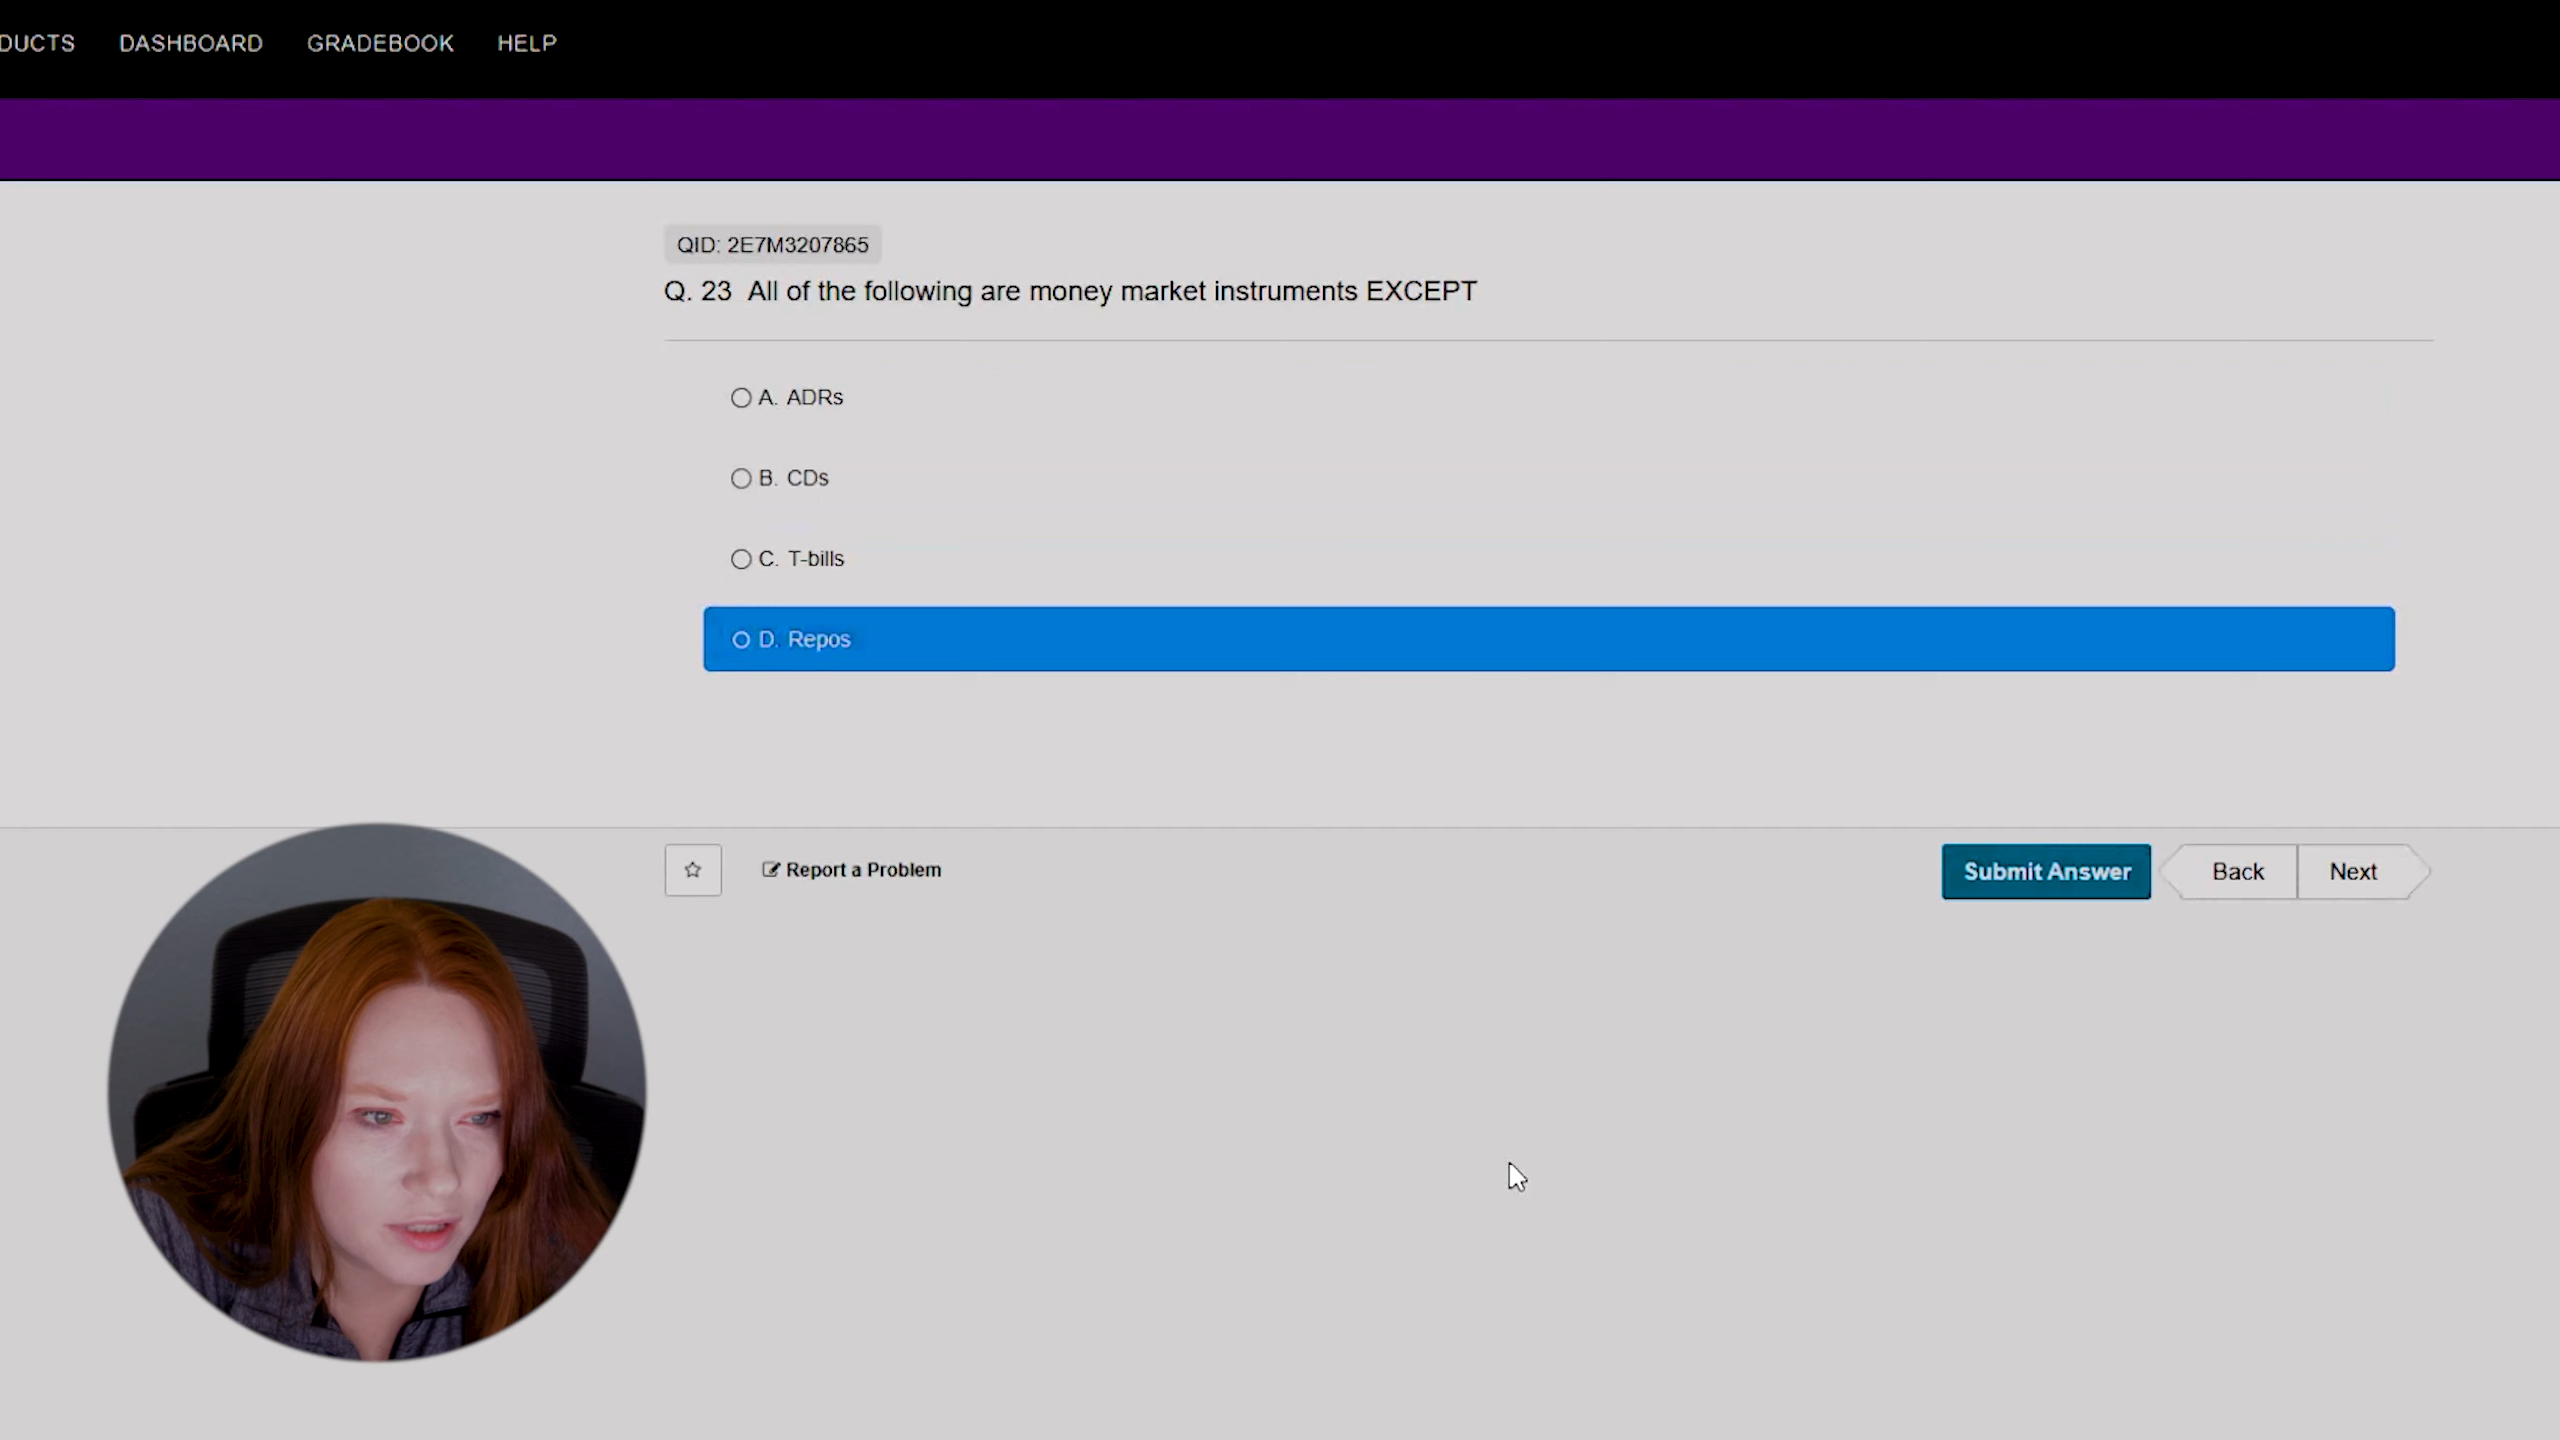 DUCTS DASHBOARD GRADEBOOK HELP
QID: 2E7M3207865
Q. 23 All of the following are money market instruments EXCEPT
A. ADRs
B. CDs
C. T-bills
D. Repos
Report a Problem
Submit Answer
Back
Next